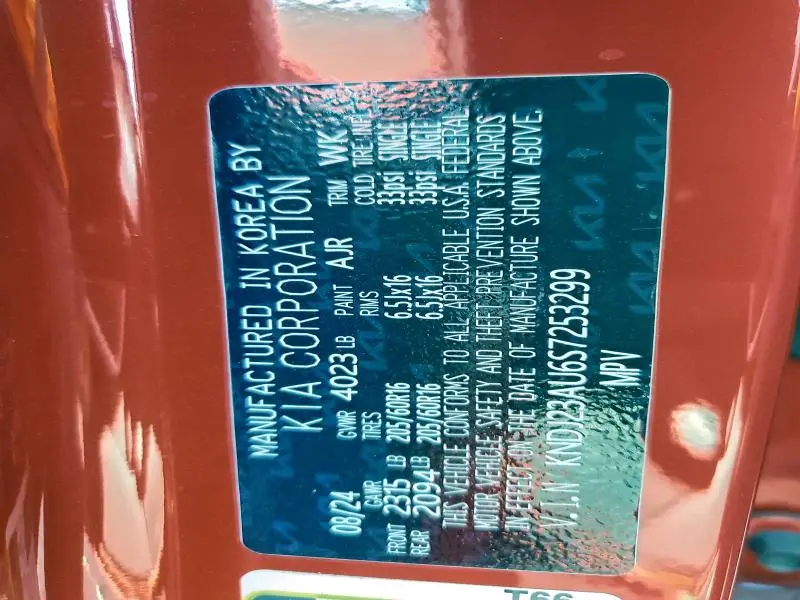 MANUFACTURED IN KOREA BY
KIA CORPORATION
08/24 GVWR 4023 LB PAINT AJR TRIM WK
GAWR TIRES RIMS COLD TIRE INFL
FRONT 2315 LB 205/60R16 6.5Jx16 33psi SINGLE
REAR 2094 LB 205/60R16 6.5Jx16 33psi SINGLE
THIS VEHICLE CONFORMS TO ALL APPLICABLE U.S.A. FEDERAL
MOTOR VEHICLE SAFETY AND THEFT PREVENTION STANDARDS
IN EFFECT ON THE DATE OF MANUFACTURE SHOWN ABOVE.
V.I.N KNDJ23AU6S7253299
MPV